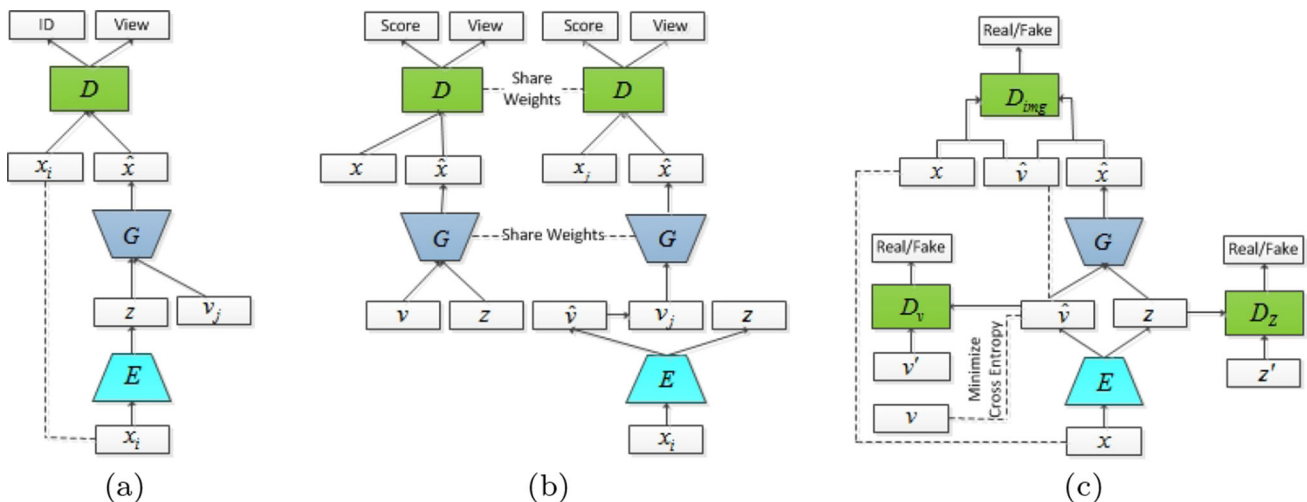 ID View
D
x_i x̂
G
z v_j
E
x_i
(a)
Score View Score View
D Share Weights D
x x̂ x_j x̂
G Share Weights G
v z v̂ v_j z
E
x_i
(b)
Real/Fake
D_img
x v̂ x̂
G
Real/Fake Real/Fake
D_v v̂ z D_Z
v′ Minimize
Cross Entropy E z′
v x
(c)